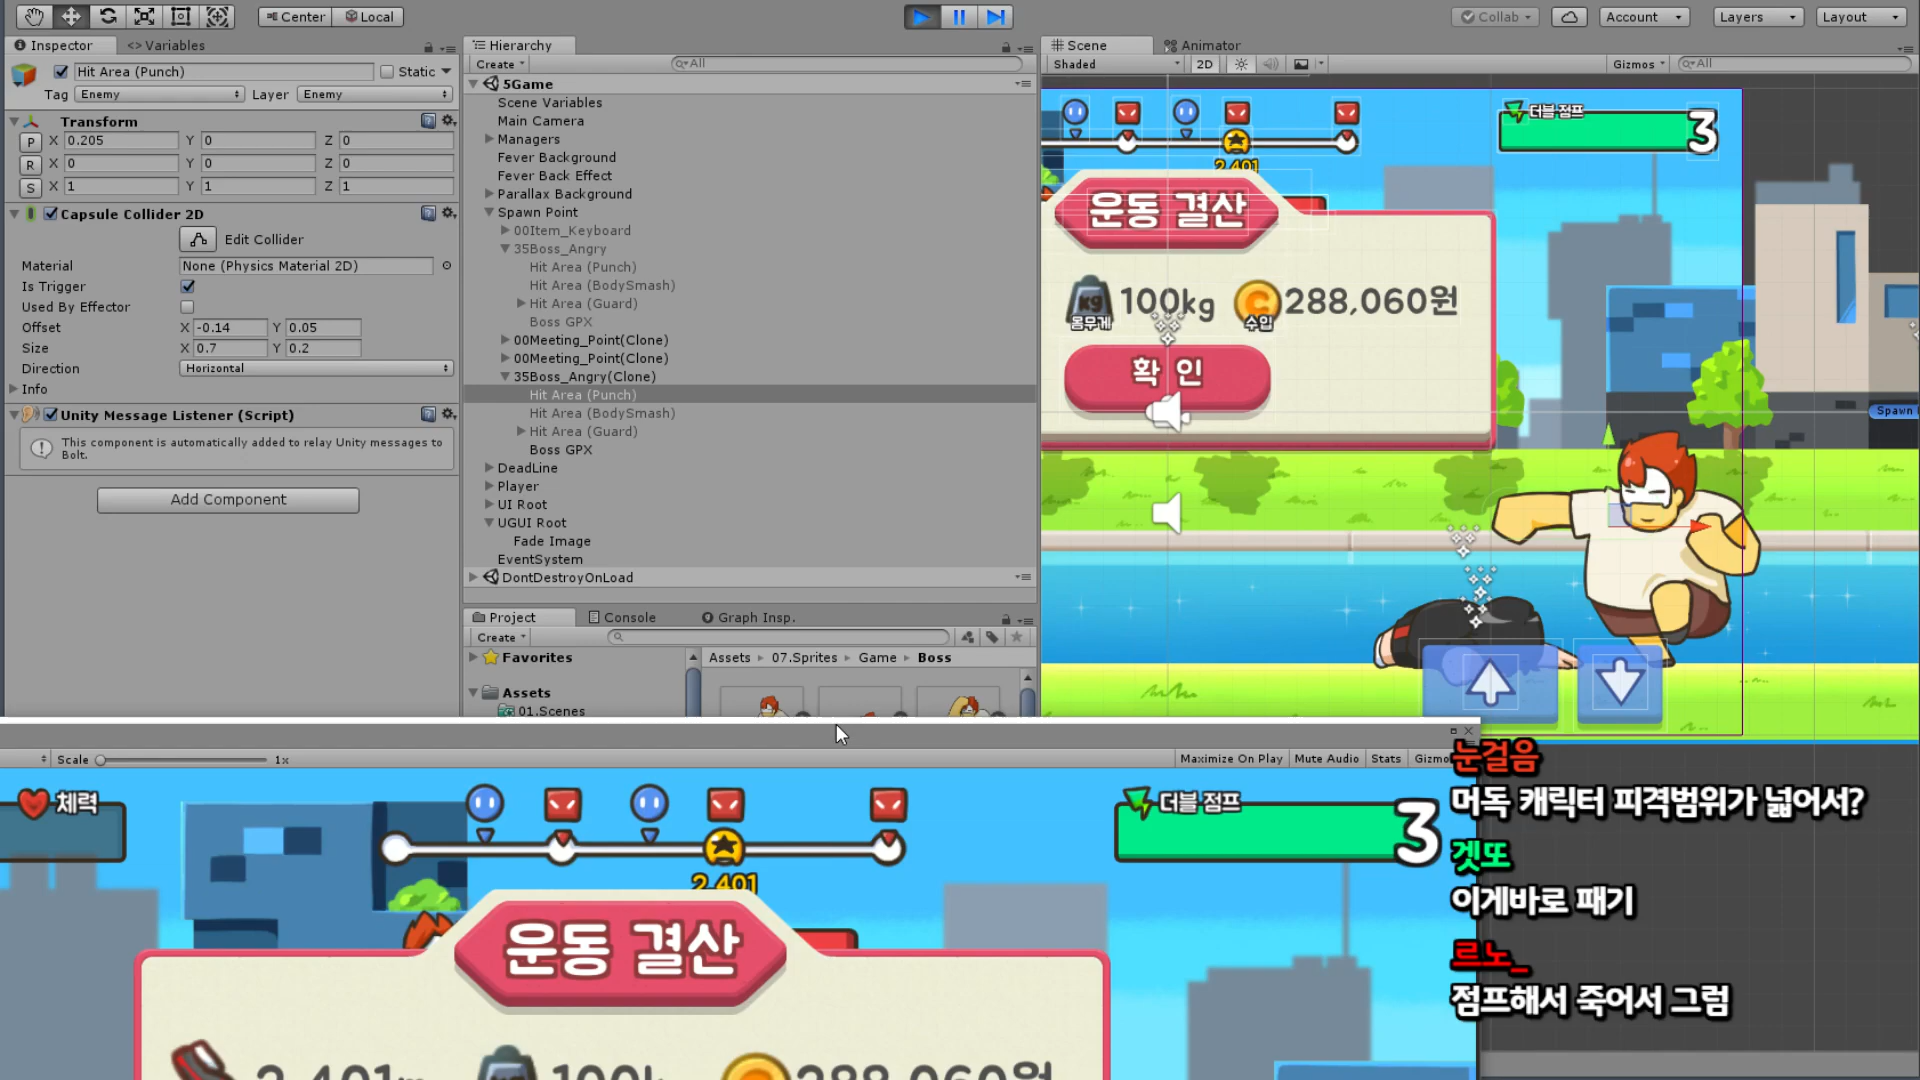 Center
Local
Collab
Account
Layers
Layout
Inspector
<> Variables
Hit Area (Punch)
Static
Tag
Enemy
Layer
Enemy
Transform
P X 0.205 Y 0 Z 0
R X 0 Y 0 Z 0
S X 1 Y 1 Z 1
Capsule Collider 2D
Edit Collider
Material
None (Physics Material 2D)
Is Trigger
Used By Effector
Offset
X -0.14 Y 0.05
Size
X 0.7 Y 0.2
Direction
Horizontal
Info
Unity Message Listener (Script)
This component is automatically added to relay Unity messages to
Bolt.
Add Component
Hierarchy
Create
All
5Game
Scene Variables
Main Camera
Managers
Fever Background
Fever Back Effect
Parallax Background
Spawn Point
00Item_Keyboard
35Boss_Angry
Hit Area (Punch)
Hit Area (BodySmash)
Hit Area (Guard)
Boss GPX
00Meeting_Point(Clone)
00Meeting_Point(Clone)
35Boss_Angry(Clone)
Hit Area (Punch)
Hit Area (BodySmash)
Hit Area (Guard)
Boss GPX
DeadLine
Player
UI Root
UGUI Root
Fade Image
EventSystem
DontDestroyOnLoad
Project
Console
Graph Insp.
Create
Favorites
Assets
01.Scenes
Assets
07.Sprites
Game
Boss
Scene
Animator
Shaded
2D
Gizmos
All
더블 점프
3
2,401
운동 결산
kg
몸무게
100kg
C
수입
288,060원
확 인
Spawn
Scale
1x
Maximize On Play
Mute Audio
Stats
Gizmo
체력
더블 점프
3
2,401
운동 결산
눈걸음
머독 캐릭터 피격범위가 넓어서?
겟또
이게바로 패기
르노_
점프해서 죽어서 그럼